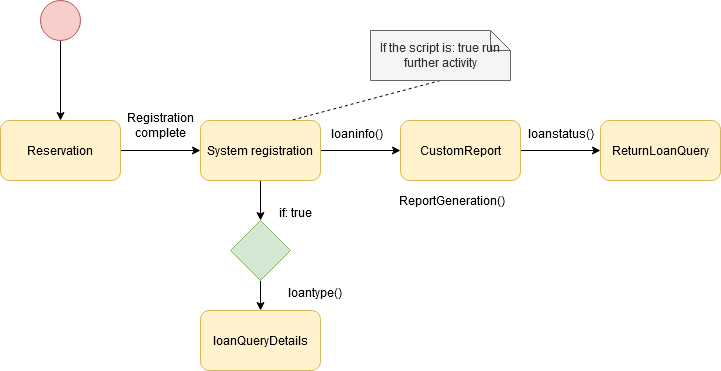 If the script is: true run
further activity
Registration
complete
Reservation
System registration
loaninfo()
CustomReport
loanstatus()
ReturnLoanQuery
ReportGeneration()
if: true
loantype()
loanQueryDetails